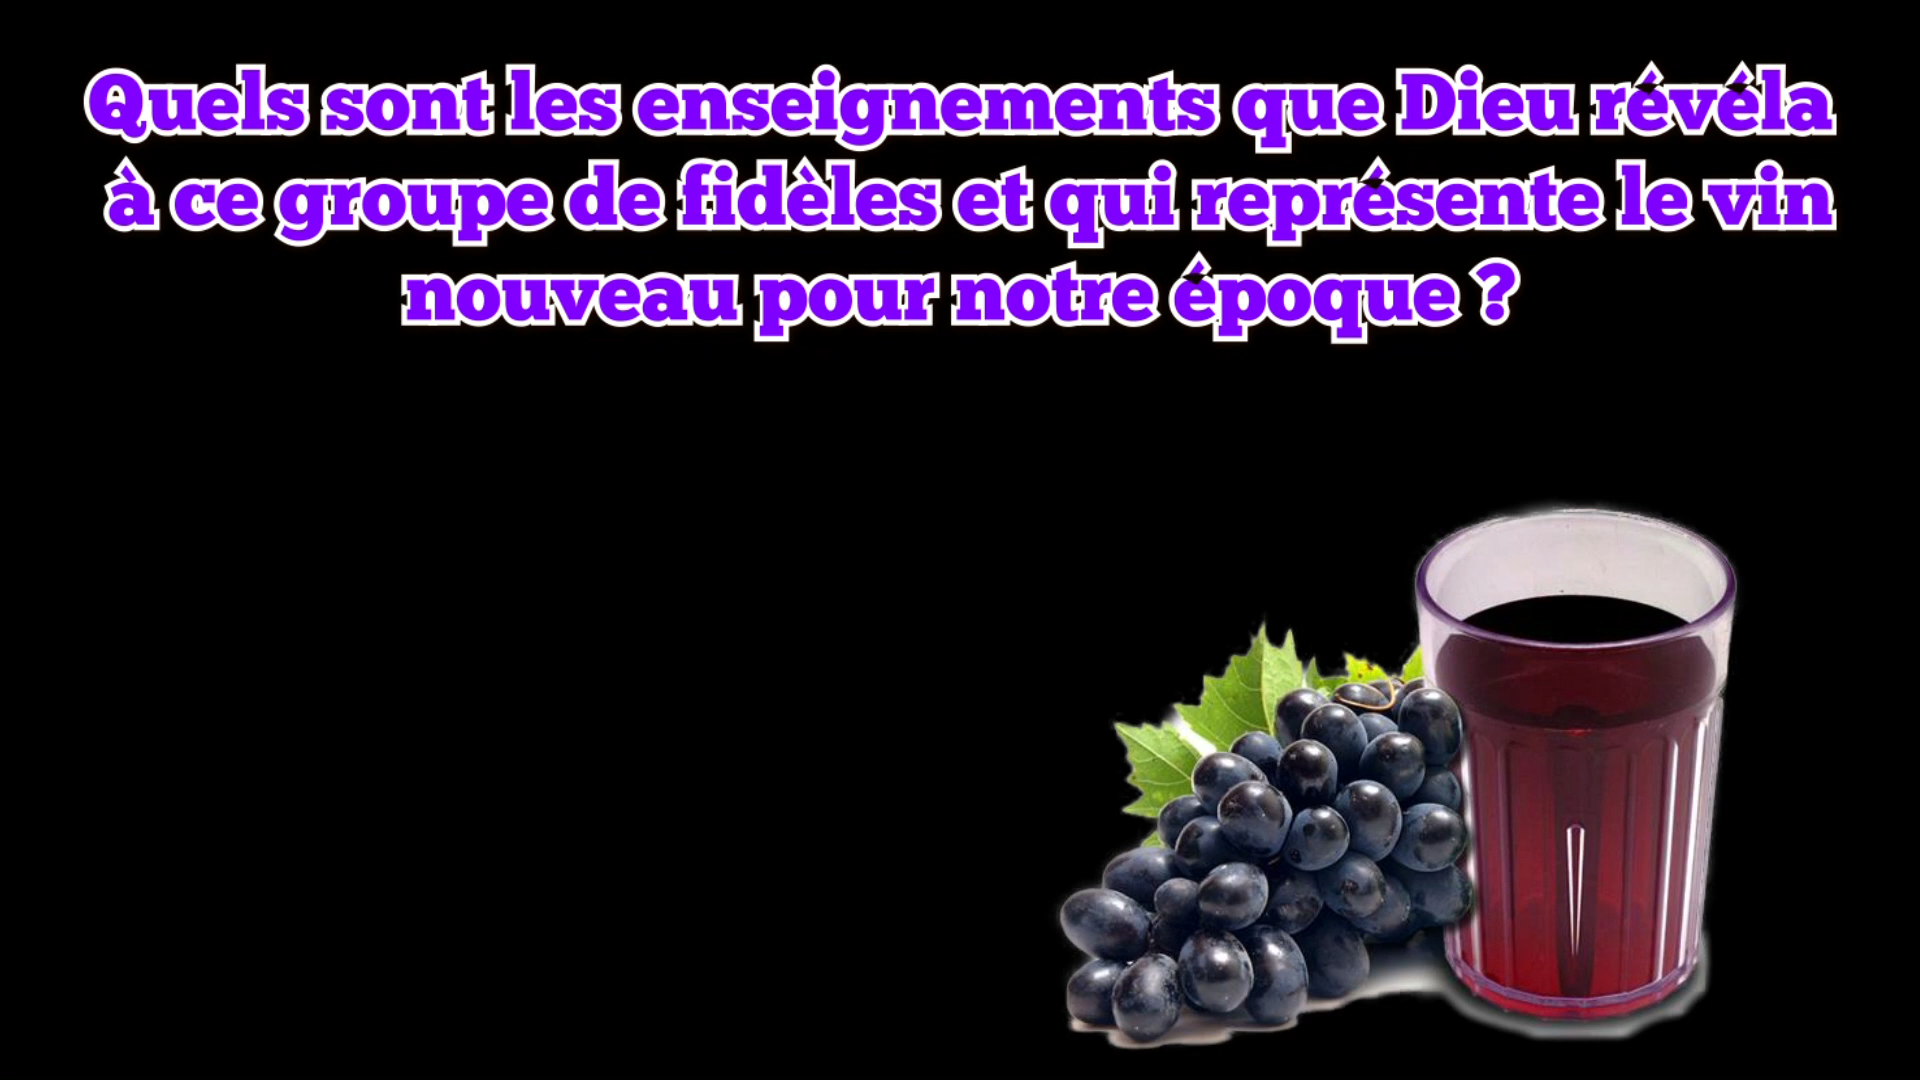 Quels sont les enseignements que Dieu révéla
à ce groupe de fidèles et qui représente le vin
nouveau pour notre époque ?